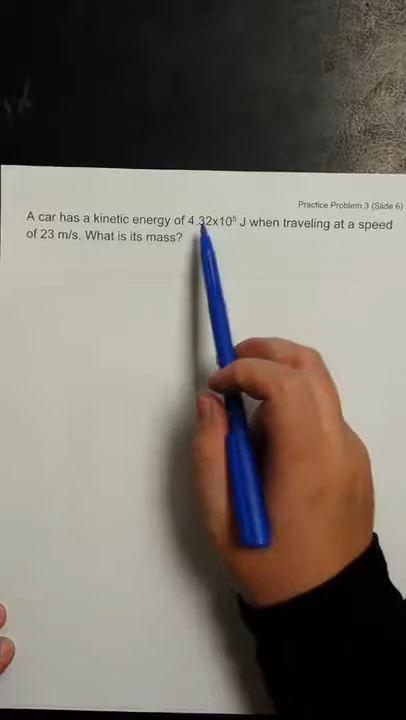 Practice Problem 3 (Slide 6)
A car has a kinetic energy of 4.32x10⁵ J when traveling at a speed
of 23 m/s. What is its mass?